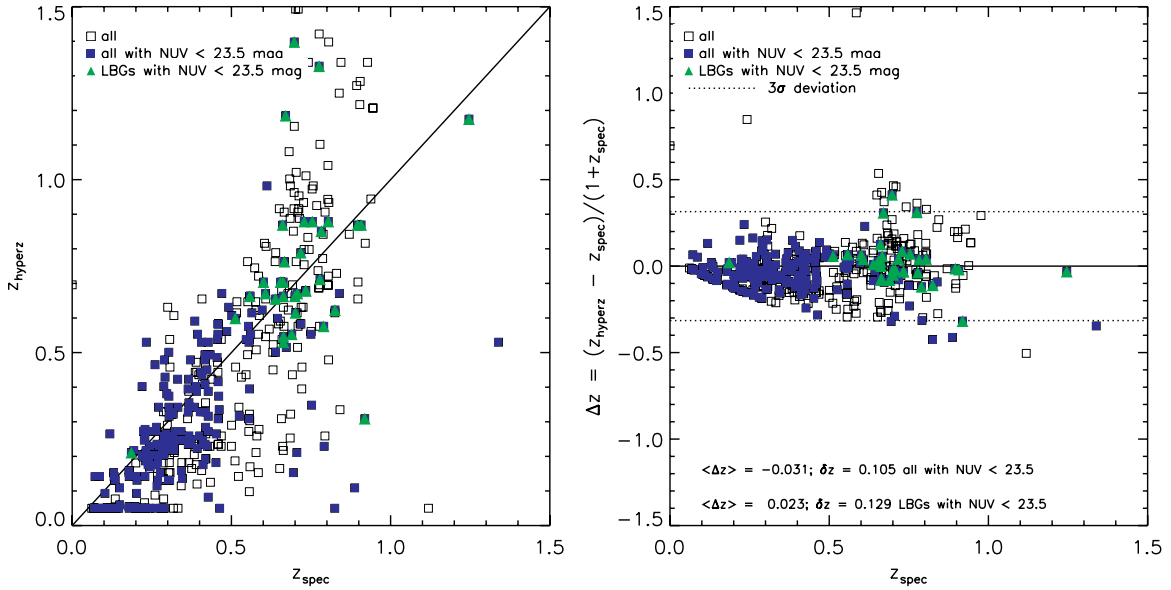 1.5
1.0
0.5
0.0
z_hyperz
□ all
■ all with NUV < 23.5 maa
▲ LBGs with NUV < 23.5 mag
0.0 0.5 1.0 1.5
z_spec
1.5
1.0
0.5
0.0
−0.5
−1.0
−1.5
Δz = (z_hyperz − z_spec)/(1+z_spec)
□ all
■ all with NUV < 23.5 maa
▲ LBGs with NUV < 23.5 mag
3σ deviation
<Δz> = −0.031; δz = 0.105 all with NUV < 23.5
<Δz> = 0.023; δz = 0.129 LBGs with NUV < 23.5
0.0 0.5 1.0 1.5
z_spec